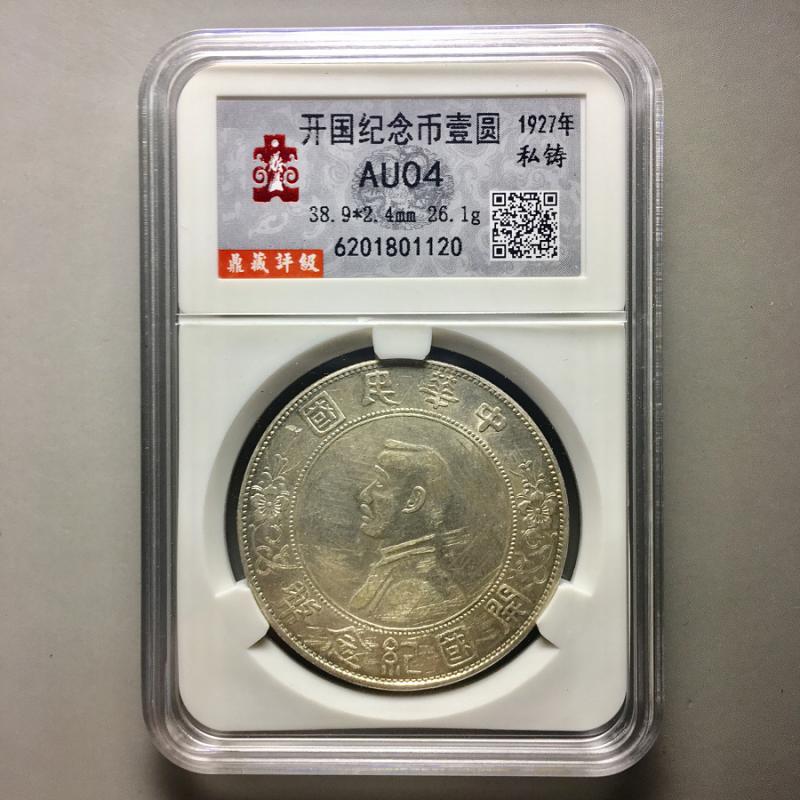 开国纪念币壹圆
1927年
私铸
AU04
38.9*2.4mm 26.1g
6201801120
鼎藏評級
中華民國
開國紀念幣